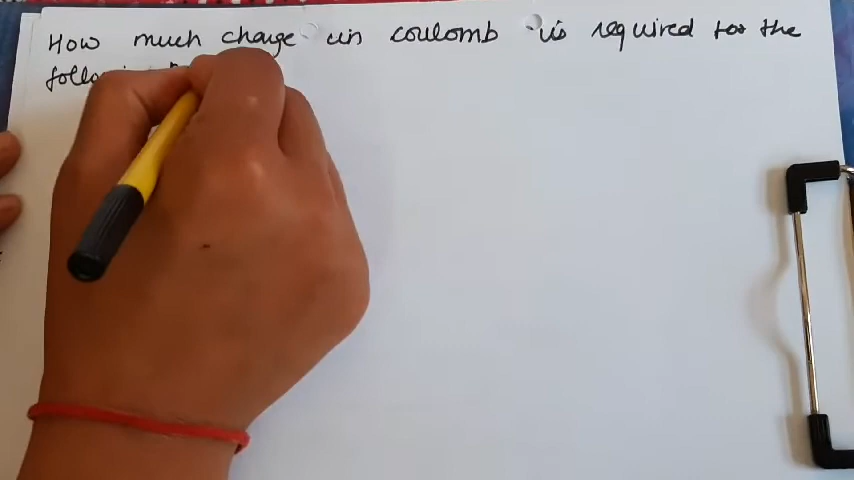 How much charge in coulomb is required for the